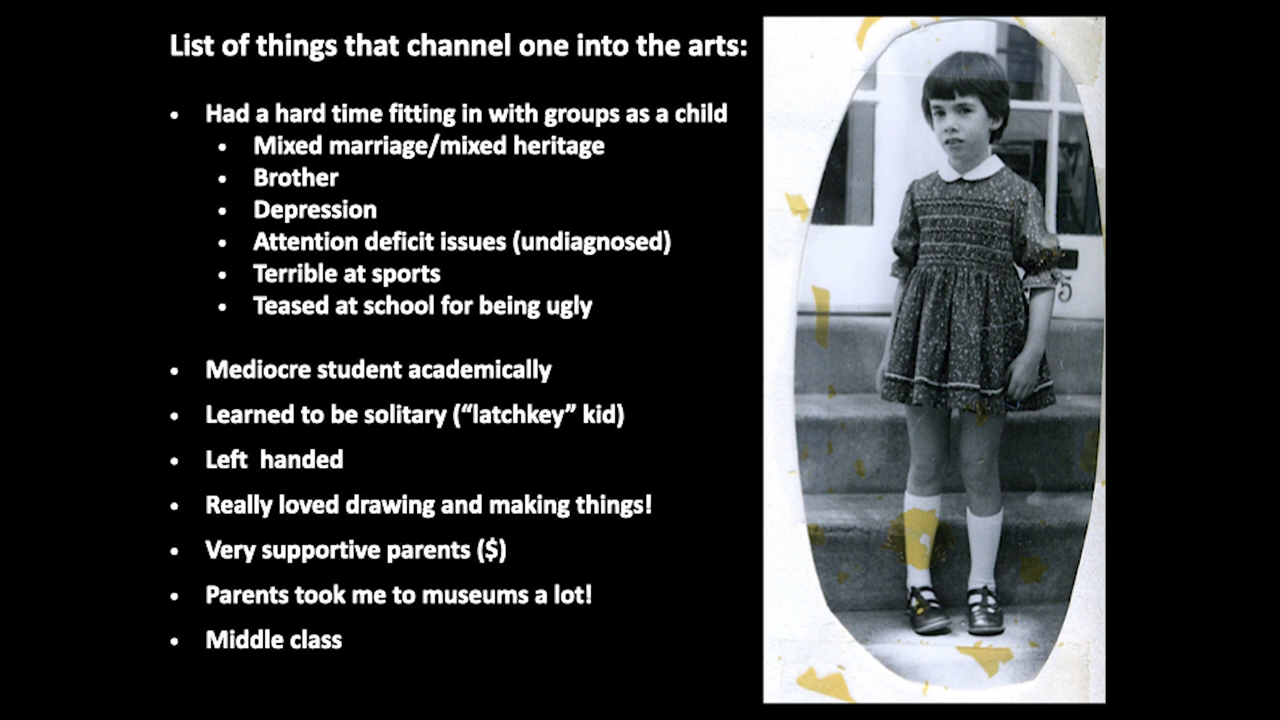 List of things that channel one into the arts:
• Had a hard time fitting in with groups as a child
• Mixed marriage/mixed heritage
• Brother
• Depression
• Attention deficit issues (undiagnosed)
• Terrible at sports
• Teased at school for being ugly
• Mediocre student academically
• Learned to be solitary (“latchkey” kid)
• Left  handed
• Really loved drawing and making things!
• Very supportive parents ($)
• Parents took me to museums a lot!
• Middle class
5